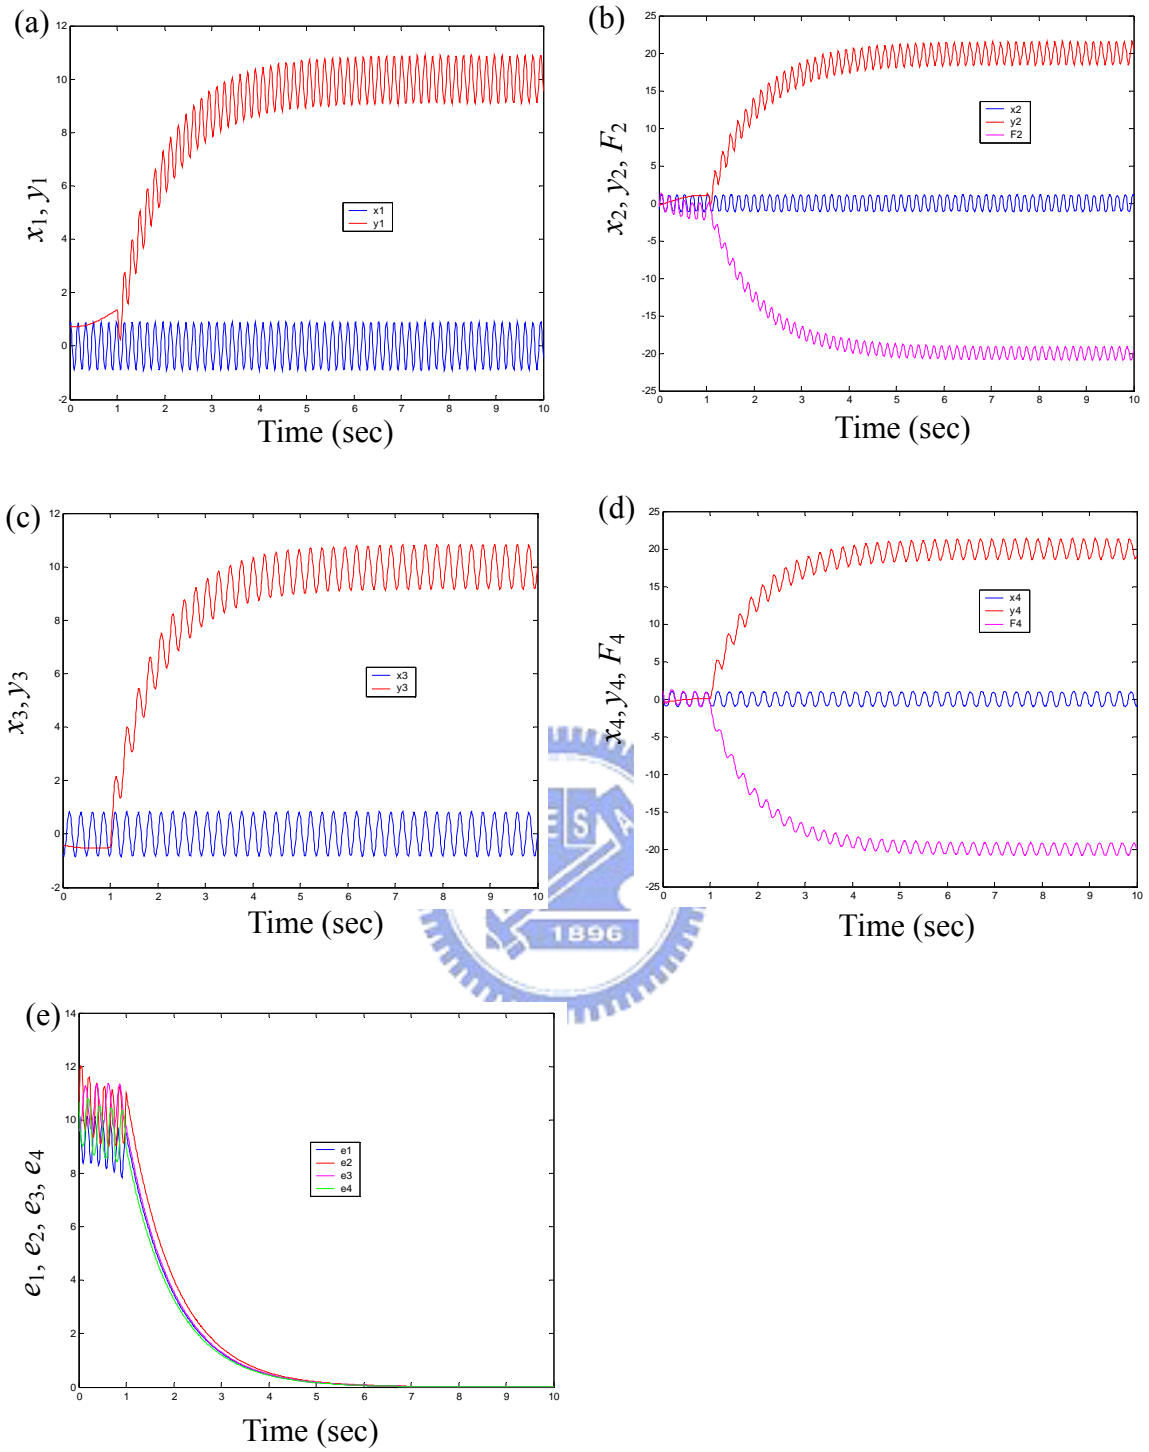 (a)
12
10
8
6
4
2
0
-2
0 1 2 3 4 5 6 7 8 9 10
x1, y1
x1
y1
Time (sec)
(b)
25
20
15
10
5
0
-5
-10
-15
-20
-25
0 1 2 3 4 5 6 7 8 9 10
x2, y2, F2
x2
y2
F2
Time (sec)
(c)
12
10
8
6
4
2
0
-2
0 1 2 3 4 5 6 7 8 9 10
x3,y3
x3
y3
Time (sec)
(d)
25
20
15
10
5
0
-5
-10
-15
-20
-25
0 1 2 3 4 5 6 7 8 9 10
x4,y4, F4
x4
y4
F4
Time (sec)
E S A
1896
(e)
14
12
10
8
6
4
2
0
0 1 2 3 4 5 6 7 8 9 10
e1, e2, e3, e4
e1
e2
e3
e4
Time (sec)